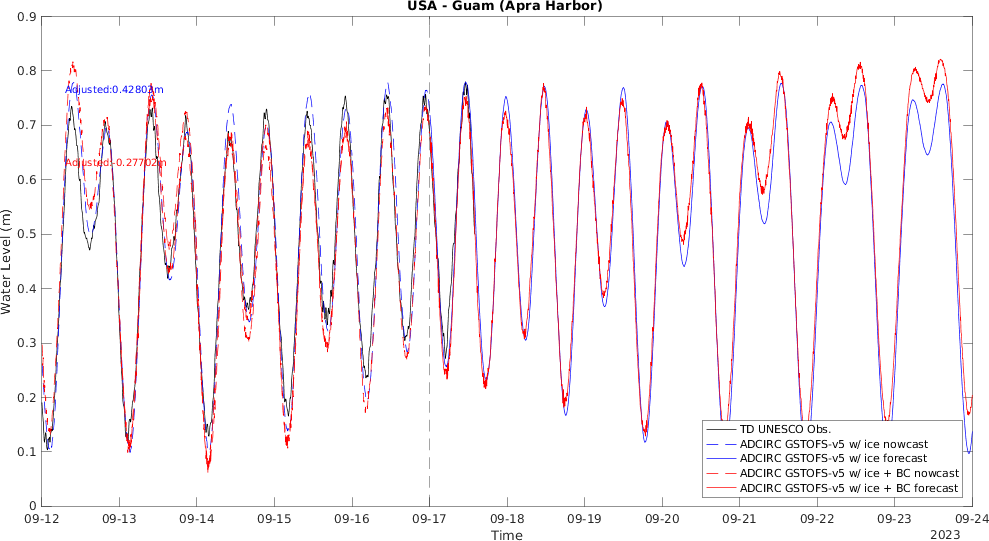 USA - Guam (Apra Harbor)
0.9
0.8
0.7
0.6
0.5
0.4
0.3
0.2
0.1
0
Water Level (m)
Adjusted:0.42802m
Adjusted:-0.27702m
TD UNESCO Obs.
ADCIRC GSTOFS-v5 w/ ice nowcast
ADCIRC GSTOFS-v5 w/ ice forecast
ADCIRC GSTOFS-v5 w/ ice + BC nowcast
ADCIRC GSTOFS-v5 w/ ice + BC forecast
09-12 09-13 09-14 09-15 09-16 09-17 09-18 09-19 09-20 09-21 09-22 09-23 09-24
Time
2023